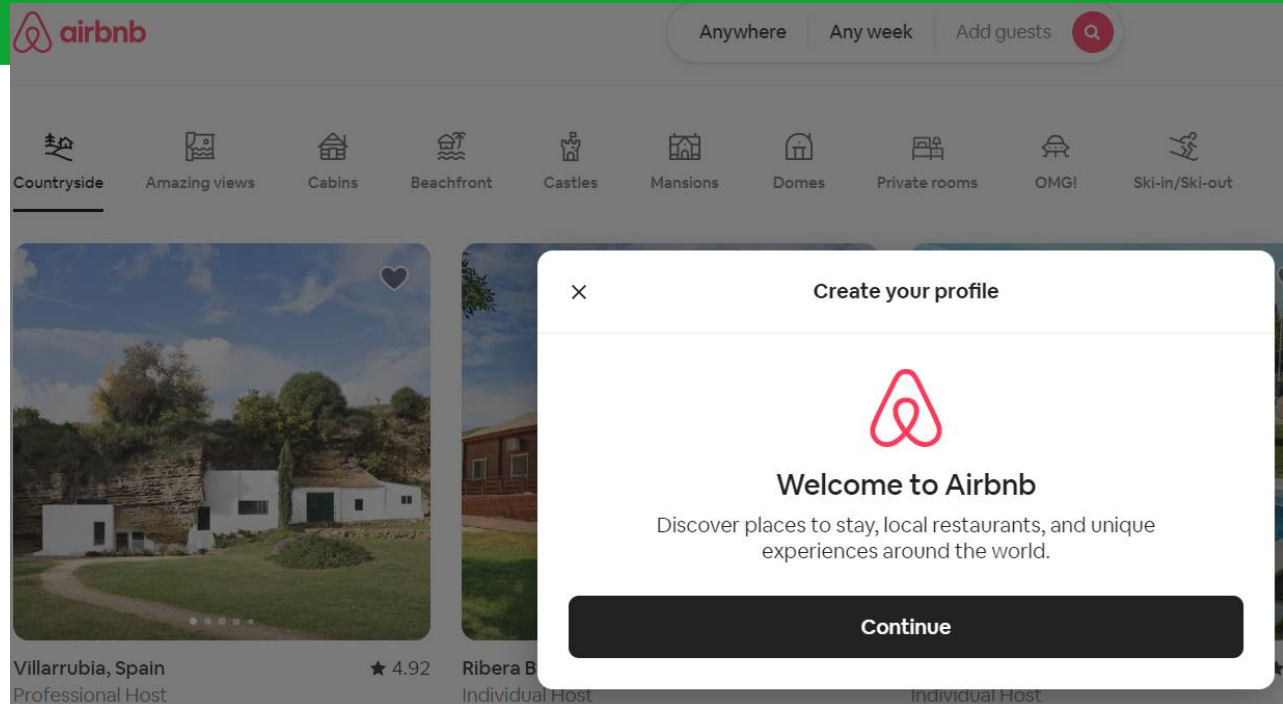 airbnb
Anywhere Any week Add guests
Countryside Amazing views Cabins Beachfront Castles Mansions Domes Private rooms OMG! Ski-in/Ski-out
Create your profile
Welcome to Airbnb
Discover places to stay, local restaurants, and unique
experiences around the world.
Continue
Villarrubia, Spain 4.92 Ribera B
Professional Host Individual Host Individual Host